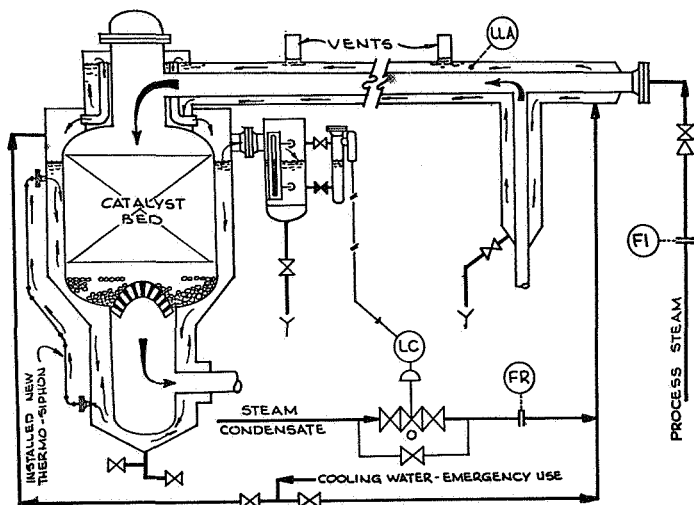 VENTS
LLA
CATALYST
BED
FI
LC
FR
STEAM
CONDENSATE
COOLING WATER-EMERGENCY USE
INSTALLED NEW
THERMO-SIPHON
PROCESS STEAM